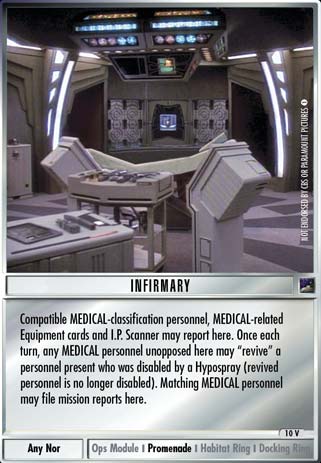 NOT ENDORSED BY CBS OR PARAMOUNT PICTURES
INFIRMARY
Compatible MEDICAL-classification personnel, MEDICAL-related
Equipment cards and I.P. Scanner may report here. Once each
turn, any MEDICAL personnel unopposed here may “revive” a
personnel present who was disabled by a Hypospray (revived
personnel is no longer disabled). Matching MEDICAL personnel
may file mission reports here.
10 V
Any Nor
Ops Module | Promenade | Habitat Ring | Docking Ring